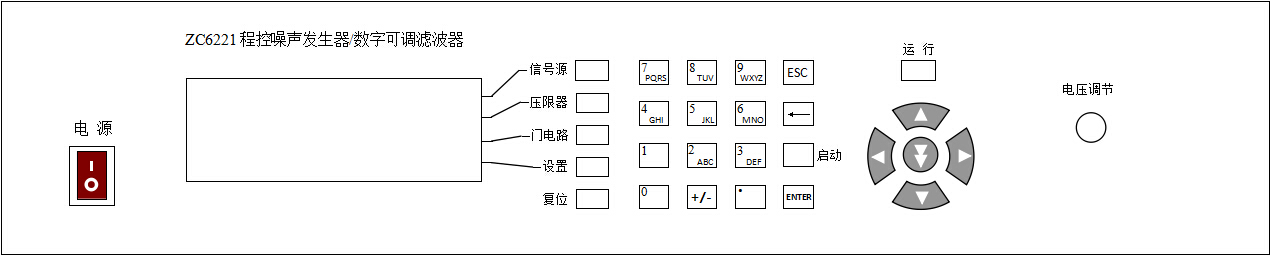 ZC6221 程控噪声发生器/数字可调滤波器
电 源
信号源
压限器
门电路
设置
复位
7 PQRS
8 TUV
9 WXYZ
ESC
4 GHI
5 JKL
6 MNO
←
1
2 ABC
3 DEF
启动
0
+/-
·
ENTER
运 行
电压调节